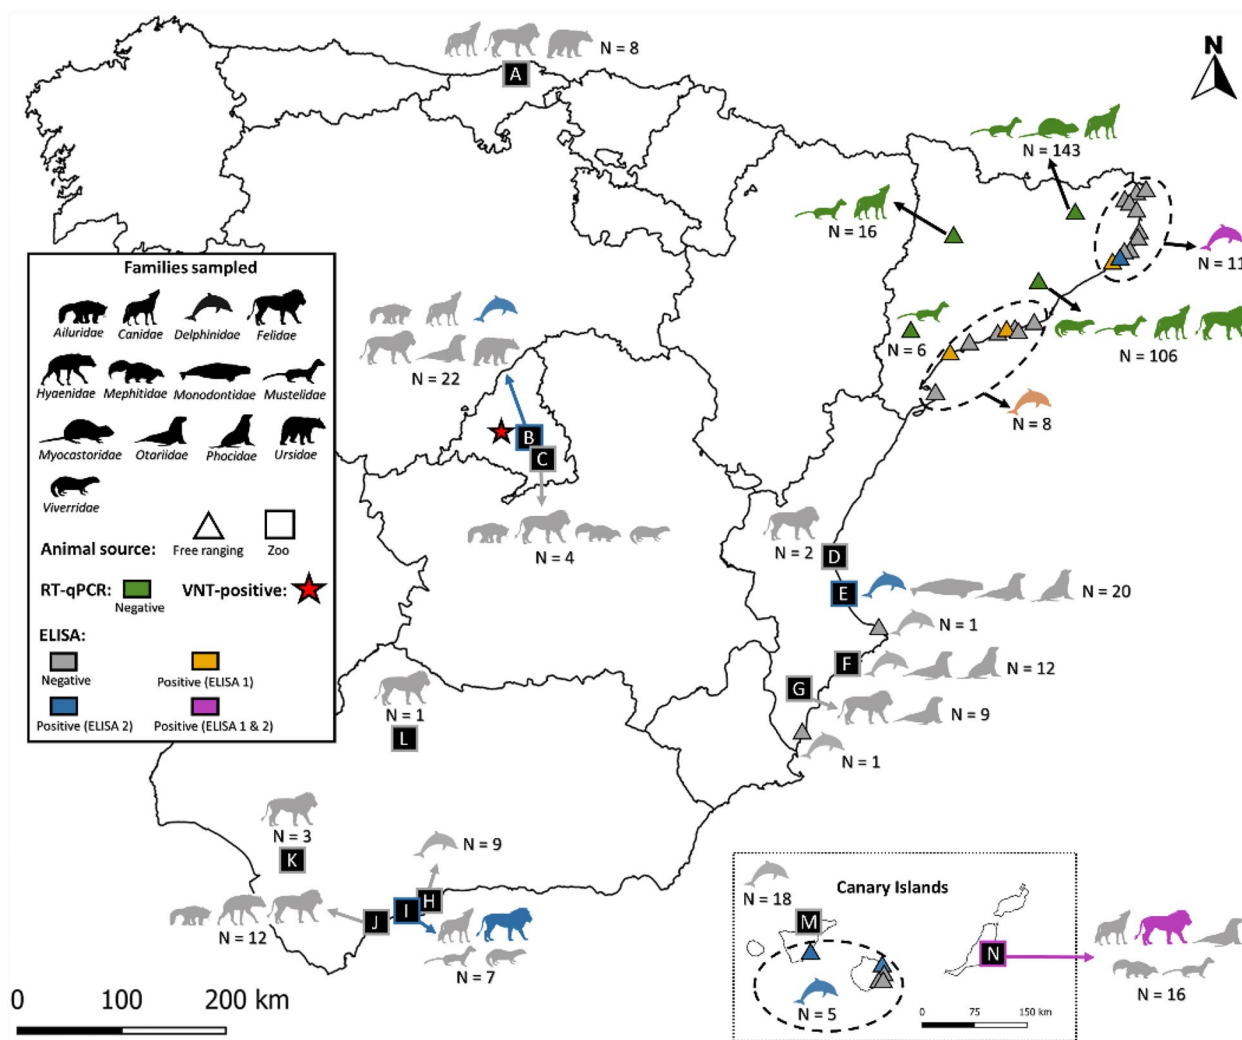 N = 8
A
N
N = 143
N = 16
N = 11
N = 6
N = 106
N = 8
Families sampled
Ailuridae Canidae Delphinidae Felidae
Hyaenidae Mephitidae Monodontidae Mustelidae
Myocastoridae Otariidae Phocidae Ursidae
Viverridae
Animal source: Free ranging Zoo
RT-qPCR: Negative VNT-positive:
ELISA:
Negative Positive (ELISA 1)
Positive (ELISA 2) Positive (ELISA 1 & 2)
N = 22
B
C
N = 4
N = 2
D
E
N = 20
N = 1
F
N = 12
G
N = 9
N = 1
N = 1
L
N = 3
K
N = 9
H
I
J
N = 12
N = 7
0 100 200 km
Canary Islands
N = 18
M
N
N = 5
N = 16
0 75 150 km